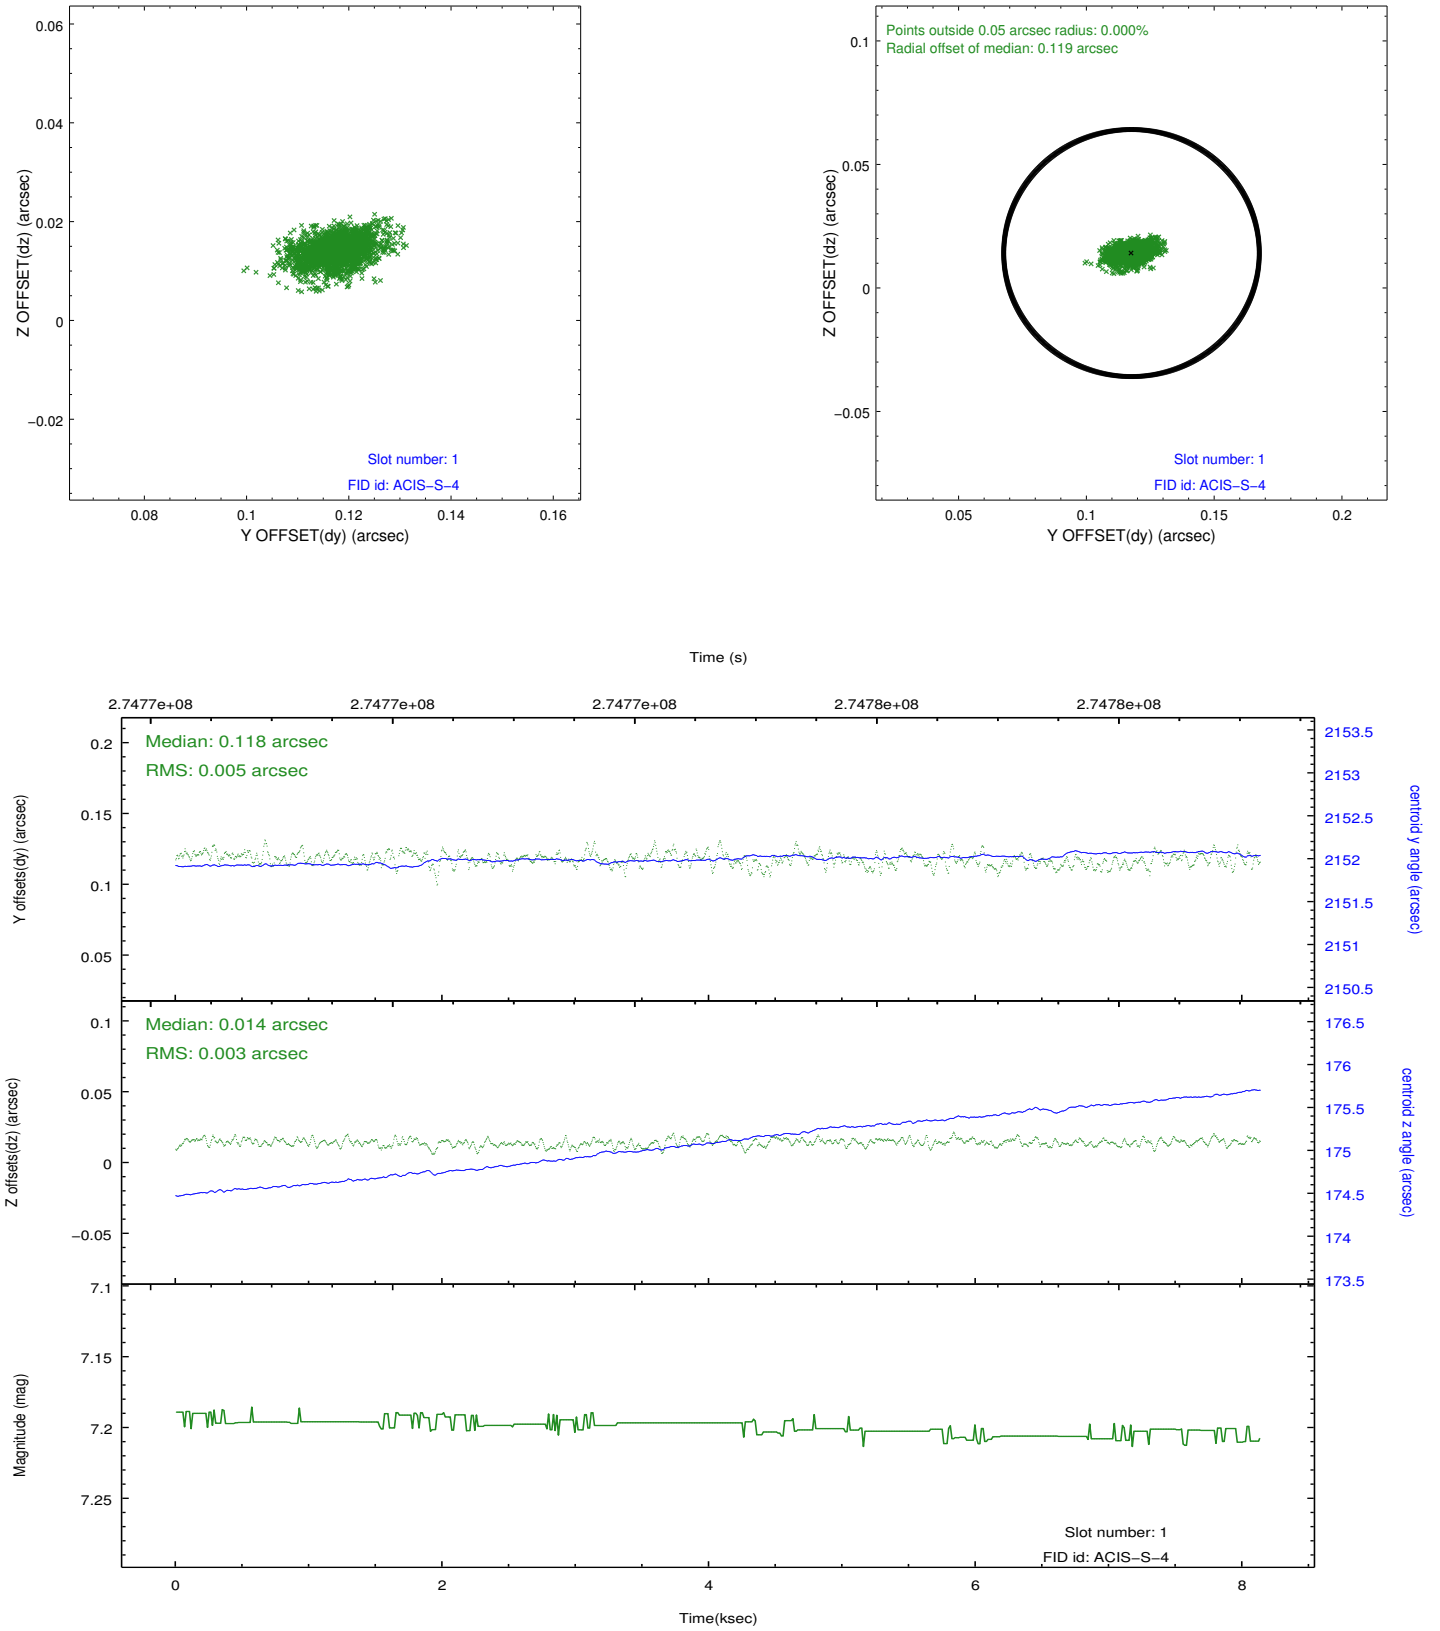 0.06
0.04
0.02
0
−0.02
Z OFFSET(dz) (arcsec)
Slot number: 1
FID id: ACIS−S−4
0.08 0.1 0.12 0.14 0.16
Y OFFSET(dy) (arcsec)
Points outside 0.05 arcsec radius: 0.000%
Radial offset of median: 0.119 arcsec
0.1
0.05
0
−0.05
Z OFFSET(dz) (arcsec)
Slot number: 1
FID id: ACIS−S−4
0.05 0.1 0.15 0.2
Y OFFSET(dy) (arcsec)
Time (s)
2.7477e+08 2.7477e+08 2.7477e+08 2.7478e+08 2.7478e+08
Median: 0.118 arcsec
RMS: 0.005 arcsec
0.2
0.15
0.1
0.05
Y offsets(dy) (arcsec)
2153.5
2153
2152.5
2152
2151.5
2151
2150.5
centroid y angle (arcsec)
Median: 0.014 arcsec
RMS: 0.003 arcsec
0.1
0.05
0
−0.05
Z offsets(dz) (arcsec)
176.5
176
175.5
175
174.5
174
173.5
centroid z angle (arcsec)
7.1
7.15
7.2
7.25
Magnitude (mag)
Slot number: 1
FID id: ACIS−S−4
0 2 4 6 8
Time(ksec)